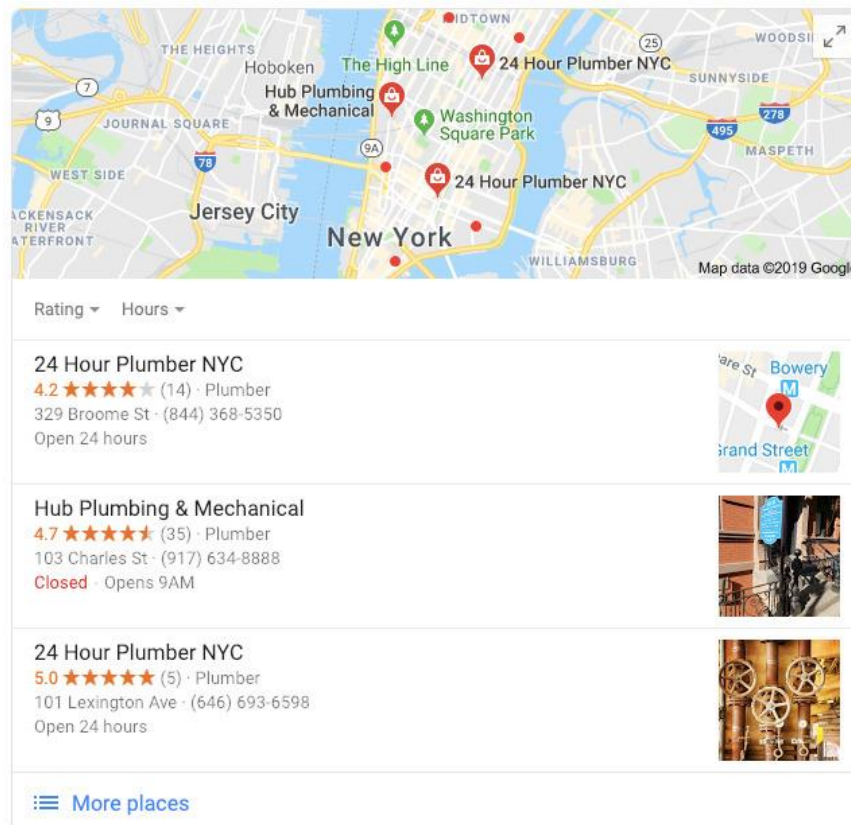 MIDTOWN
THE HEIGHTS
Hoboken
The High Line
24 Hour Plumber NYC
25
7
Hub Plumbing
& Mechanical
SUNNYSIDE
9
JOURNAL SQUARE
Washington
Square Park
278
495
9A
78
MASPETH
WEST SIDE
24 Hour Plumber NYC
Jersey City
RIVER
New York
WILLIAMSBURG
Map data ©2019 Google
Rating
Hours
24 Hour Plumber NYC
4.2 (14) · Plumber
329 Broome St · (844) 368-5350
Open 24 hours
Bowery
M
Grand Street
M
Hub Plumbing & Mechanical
4.7 (35) · Plumber
103 Charles St · (917) 634-8888
Closed · Opens 9AM
24 Hour Plumber NYC
5.0 (5) · Plumber
101 Lexington Ave · (646) 693-6598
Open 24 hours
More places